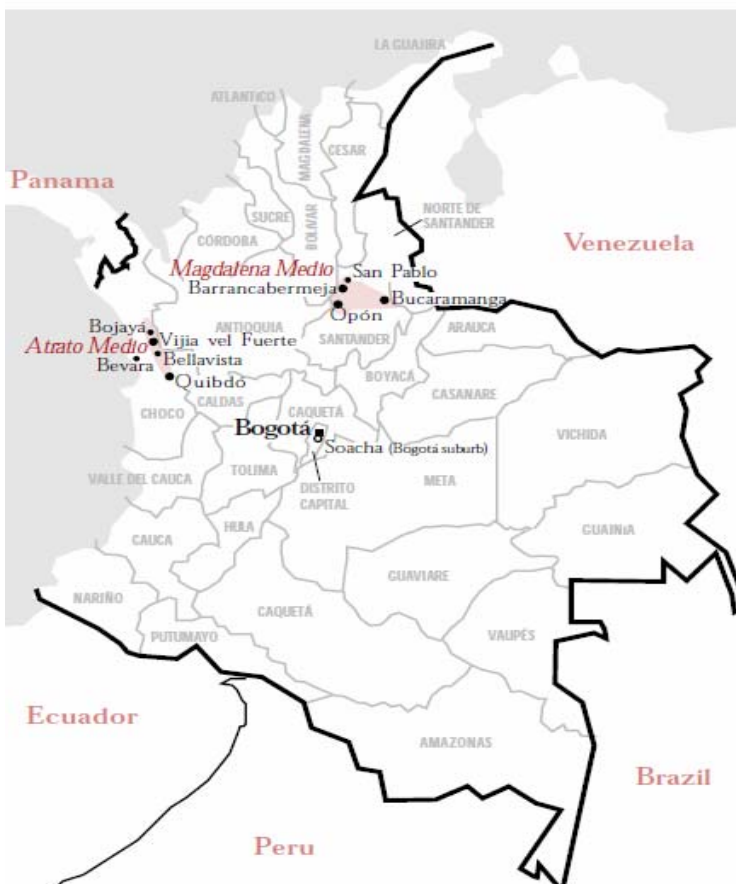 LA GUAJIRA
ATLANTICO
MAGDALENA
CESAR
Panama
SUCRE
BOLIVAR
NORTE DE
SANTANDER
CÓRDOBA
Venezuela
Magdalena Medio
San Pablo
Barrancabermeja
Bucaramanga
Opón
ANTIOQUIA
SANTANDER
ARAUCA
Bojayá
Vijia vel Fuerte
Atrato Medio
Bellavista
Bevara
Quibdó
BOYACÁ
CASANARE
CHOCO
CALDAS
CAQUETÁ
Bogotá
Soacha (Bogotá suburb)
VICHIDA
VALLE DEL CAUCA
TOLIMA
DISTRITO
CAPITAL
META
HULA
CAUCA
GUAINIA
GUAVIARE
NARIÑO
CAQUETÁ
VAUPÉS
PUTUMAYO
Ecuador
AMAZONAS
Brazil
Peru